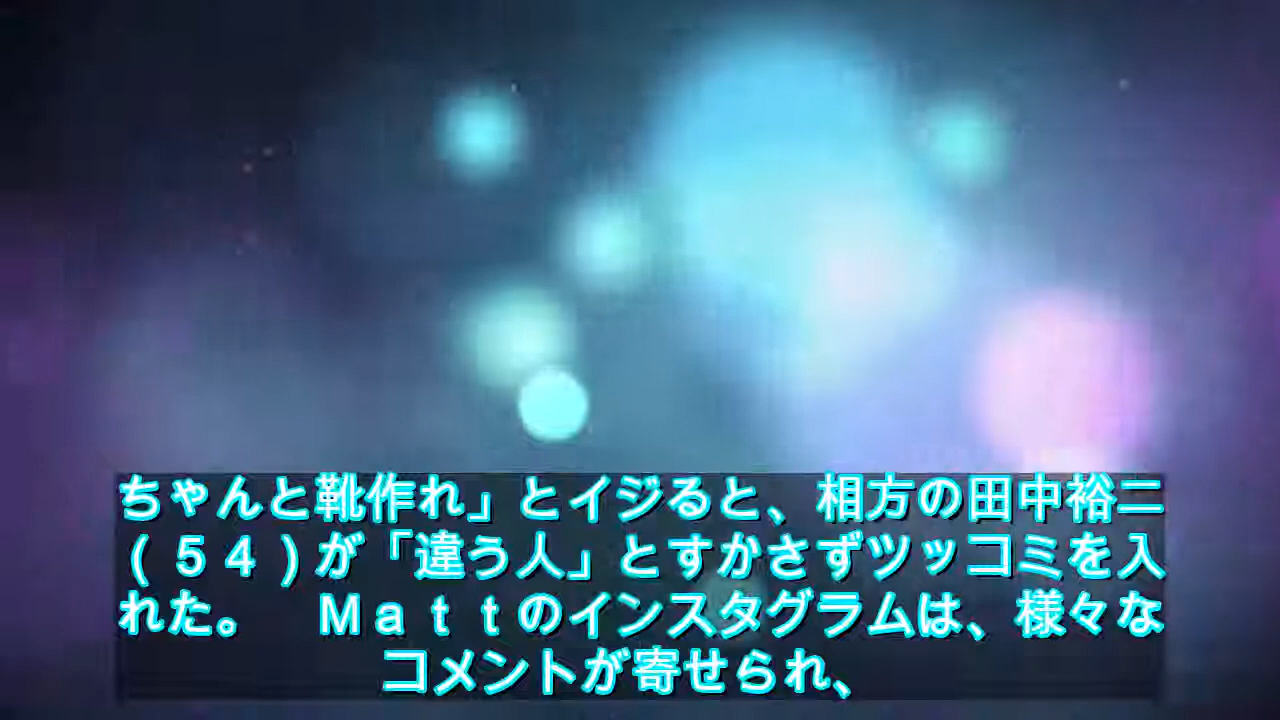 ちゃんと靴作れ」とイジると、相方の田中裕二
(５４)が「違う人」とすかさずツッコミを入
れた。　Ｍａｔｔのインスタグラムは、様々な
コメントが寄せられ、